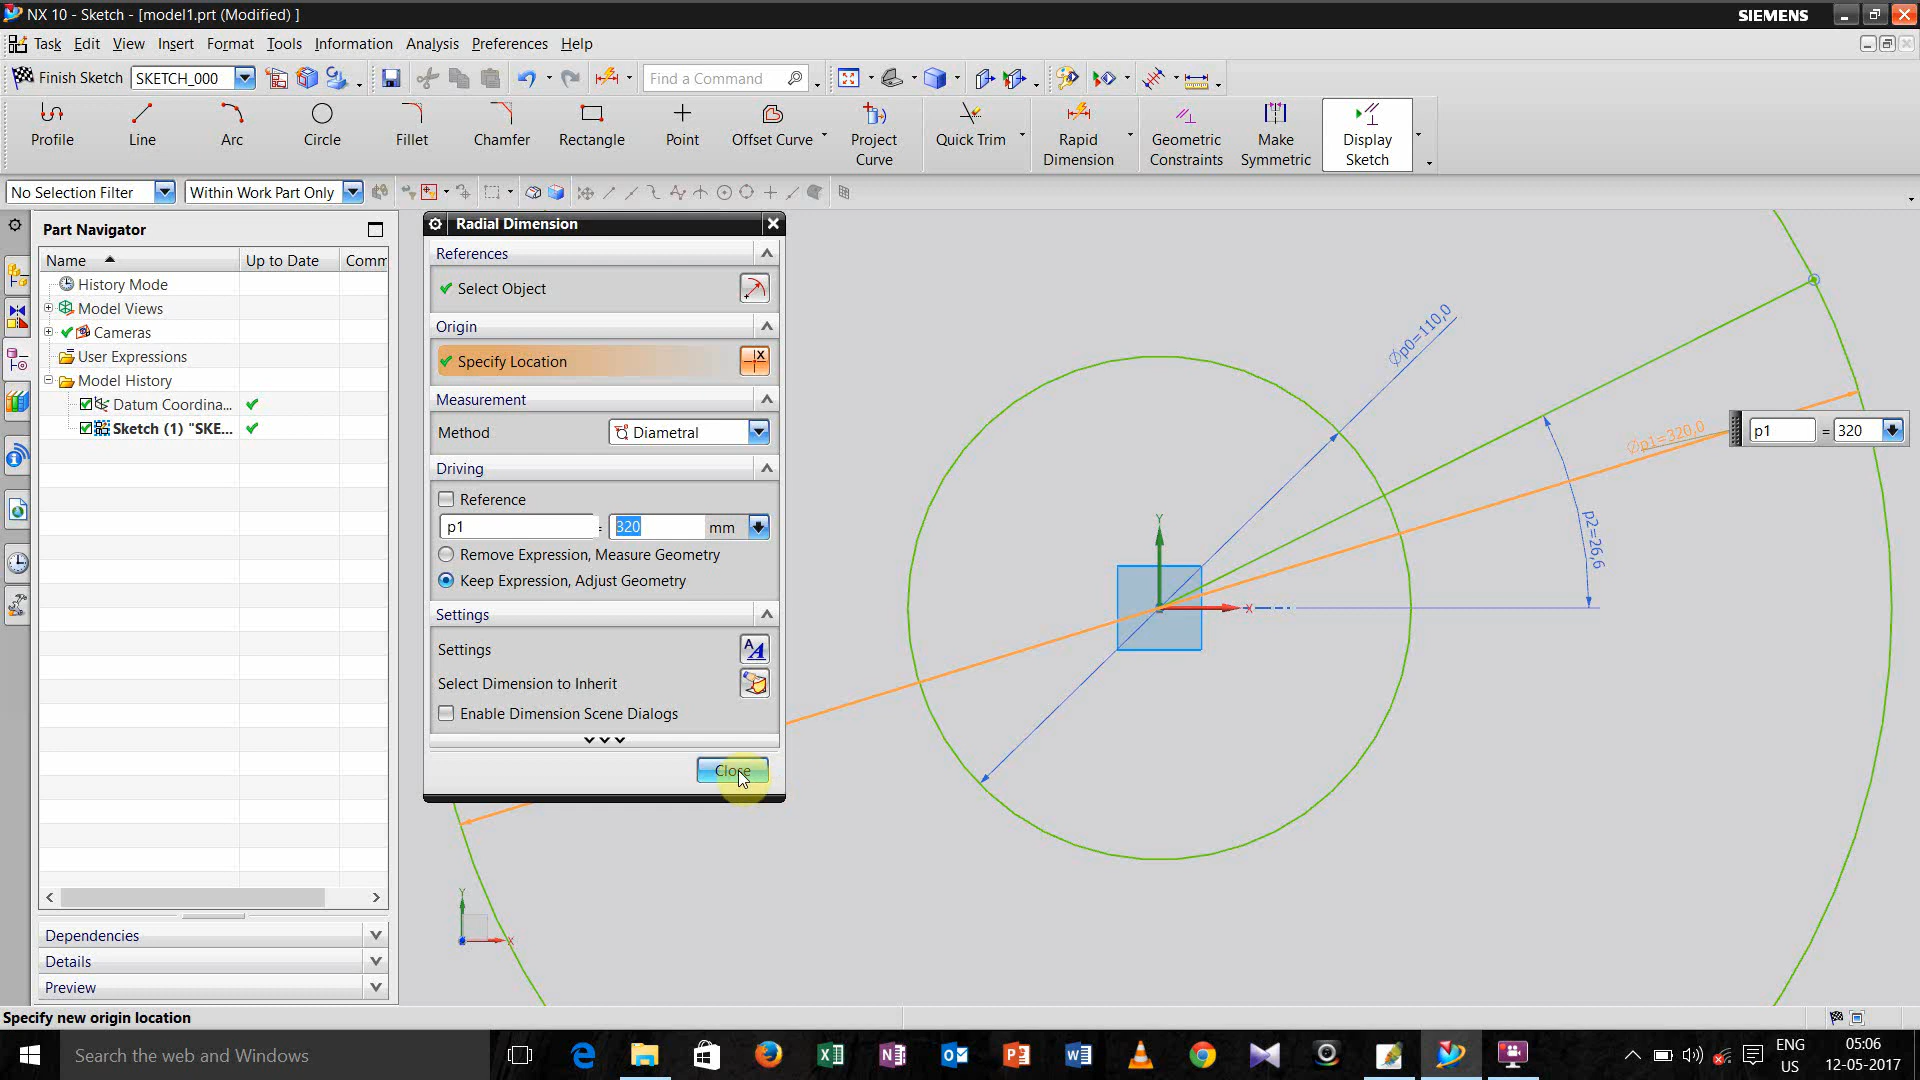 NX 10 - Sketch - [model1.prt (Modified) ]
SIEMENS
Task Edit View Insert Format Tools Information Analysis Preferences Help
Finish Sketch SKETCH_000 Find a Command
Profile Line Arc Circle Fillet Chamfer Rectangle Point Offset Curve Project Curve Quick Trim Rapid Dimension Geometric Constraints Make Symmetric Display Sketch
No Selection Filter Within Work Part Only
Part Navigator
Name Up to Date Comm
History Mode
Model Views
Cameras
User Expressions
Model History
Datum Coordina...
Sketch (1) "SKE...
Dependencies
Details
Preview
Radial Dimension
References
Select Object
Origin
Specify Location
X
Measurement
Method Diametral
Driving
Reference
p1 = 320 mm
Remove Expression, Measure Geometry
Keep Expression, Adjust Geometry
Settings
Settings
Select Dimension to Inherit
Enable Dimension Scene Dialogs
Close
∅p0=110,0
∅p1=320,0
p1 = 320
p2=26,6
Y
X
Y
X
Specify new origin location
Search the web and Windows
ENG
US
05:06
12-05-2017